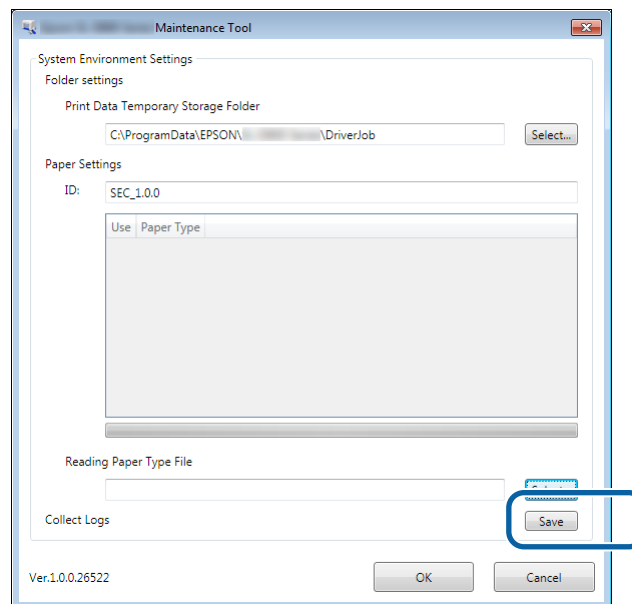 Maintenance Tool
System Environment Settings
Folder settings
Print Data Temporary Storage Folder
C:\ProgramData\EPSON\ \DriverJob
Select...
Paper Settings
ID:
SEC_1.0.0
Use Paper Type
Reading Paper Type File
Collect Logs
Save
Ver.1.0.0.26522
OK
Cancel